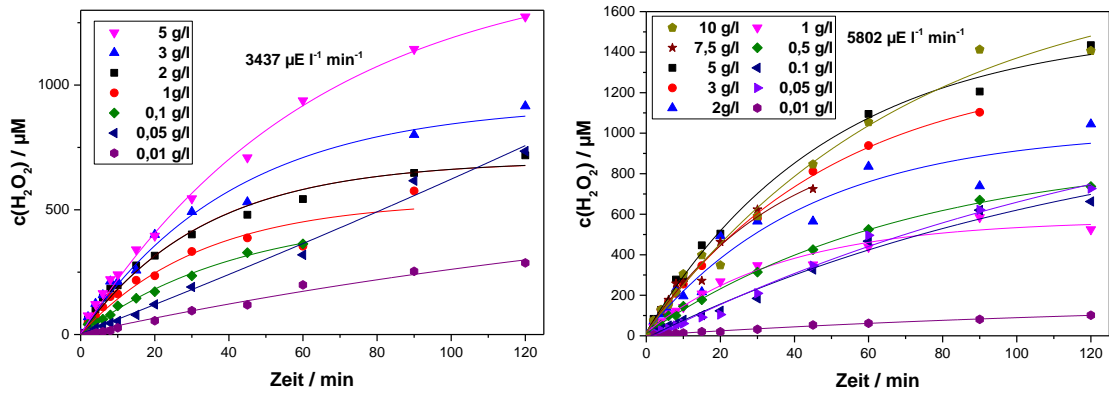 5 g/l
3 g/l
2 g/l
1g/l
0,1 g/l
0,05 g/l
0,01 g/l
3437 µE l⁻¹ min⁻¹
c(H₂O₂) / µM
1000
500
0
0 20 40 60 80 100 120
Zeit / min
10 g/l
7,5 g/l
5 g/l
3 g/l
2g/l
1 g/l
0,5 g/l
0.1 g/l
0,05 g/l
0,01 g/l
5802 µE l⁻¹ min⁻¹
c(H₂O₂) / µM
1600
1400
1200
1000
800
600
400
200
0
0 20 40 60 80 100 120
Zeit / min